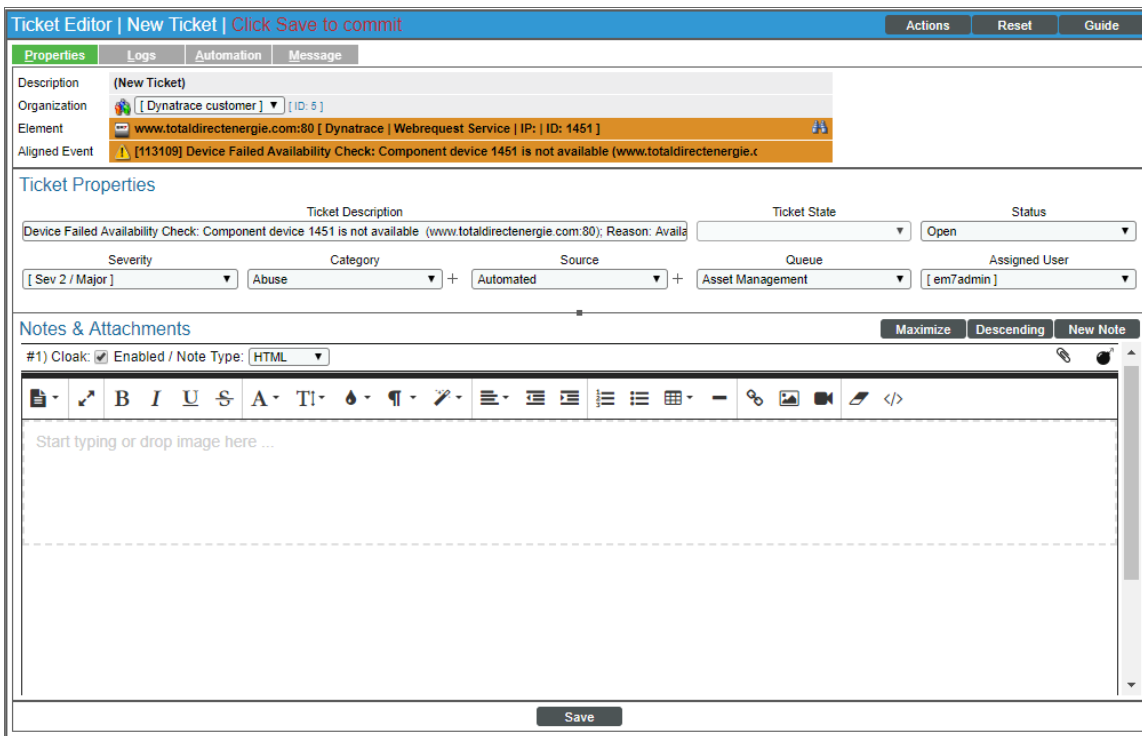 Ticket Editor | New Ticket | Click Save to commit Actions Reset Guide
Properties Logs Automation Message
Description (New Ticket)
Organization [ Dynatrace customer ] [ ID: 5 ]
Element www.totaldirectenergie.com:80 [ Dynatrace | Webrequest Service | IP: | ID: 1451 ]
Aligned Event [113109] Device Failed Availability Check: Component device 1451 is not available (www.totaldirectenergie.c
Ticket Properties
Ticket Description Ticket State Status
Device Failed Availability Check: Component device 1451 is not available (www.totaldirectenergie.com:80); Reason: Availa Open
Severity Category Source Queue Assigned User
[ Sev 2 / Major ] Abuse + Automated + Asset Management [ em7admin ]
Notes & Attachments Maximize Descending New Note
#1) Cloak: Enabled / Note Type: HTML
B I U S A T </>
Start typing or drop image here ...
Save